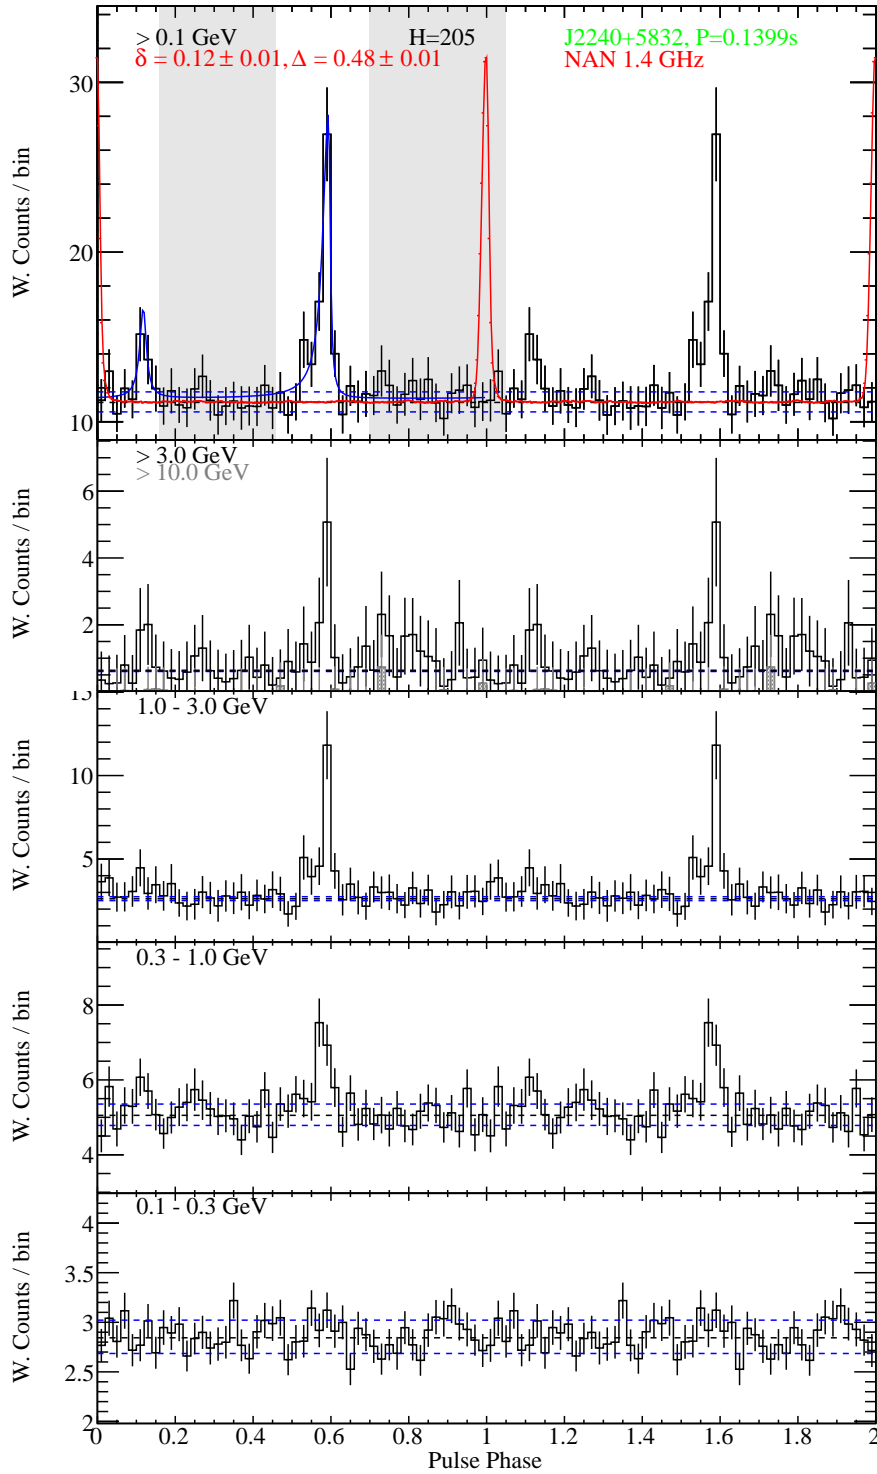 > 0.1 GeV H=205 J2240+5832, P=0.1399s
δ = 0.12 ± 0.01, Δ = 0.48 ± 0.01 NAN 1.4 GHz
30
20
10
W. Counts / bin
> 3.0 GeV
> 10.0 GeV
6
4
2
W. Counts / bin
15
1.0 - 3.0 GeV
10
5
W. Counts / bin
0.3 - 1.0 GeV
8
6
4
W. Counts / bin
0.1 - 0.3 GeV
4
3.5
3
2.5
2
W. Counts / bin
0 0.2 0.4 0.6 0.8 1 1.2 1.4 1.6 1.8 2
Pulse Phase